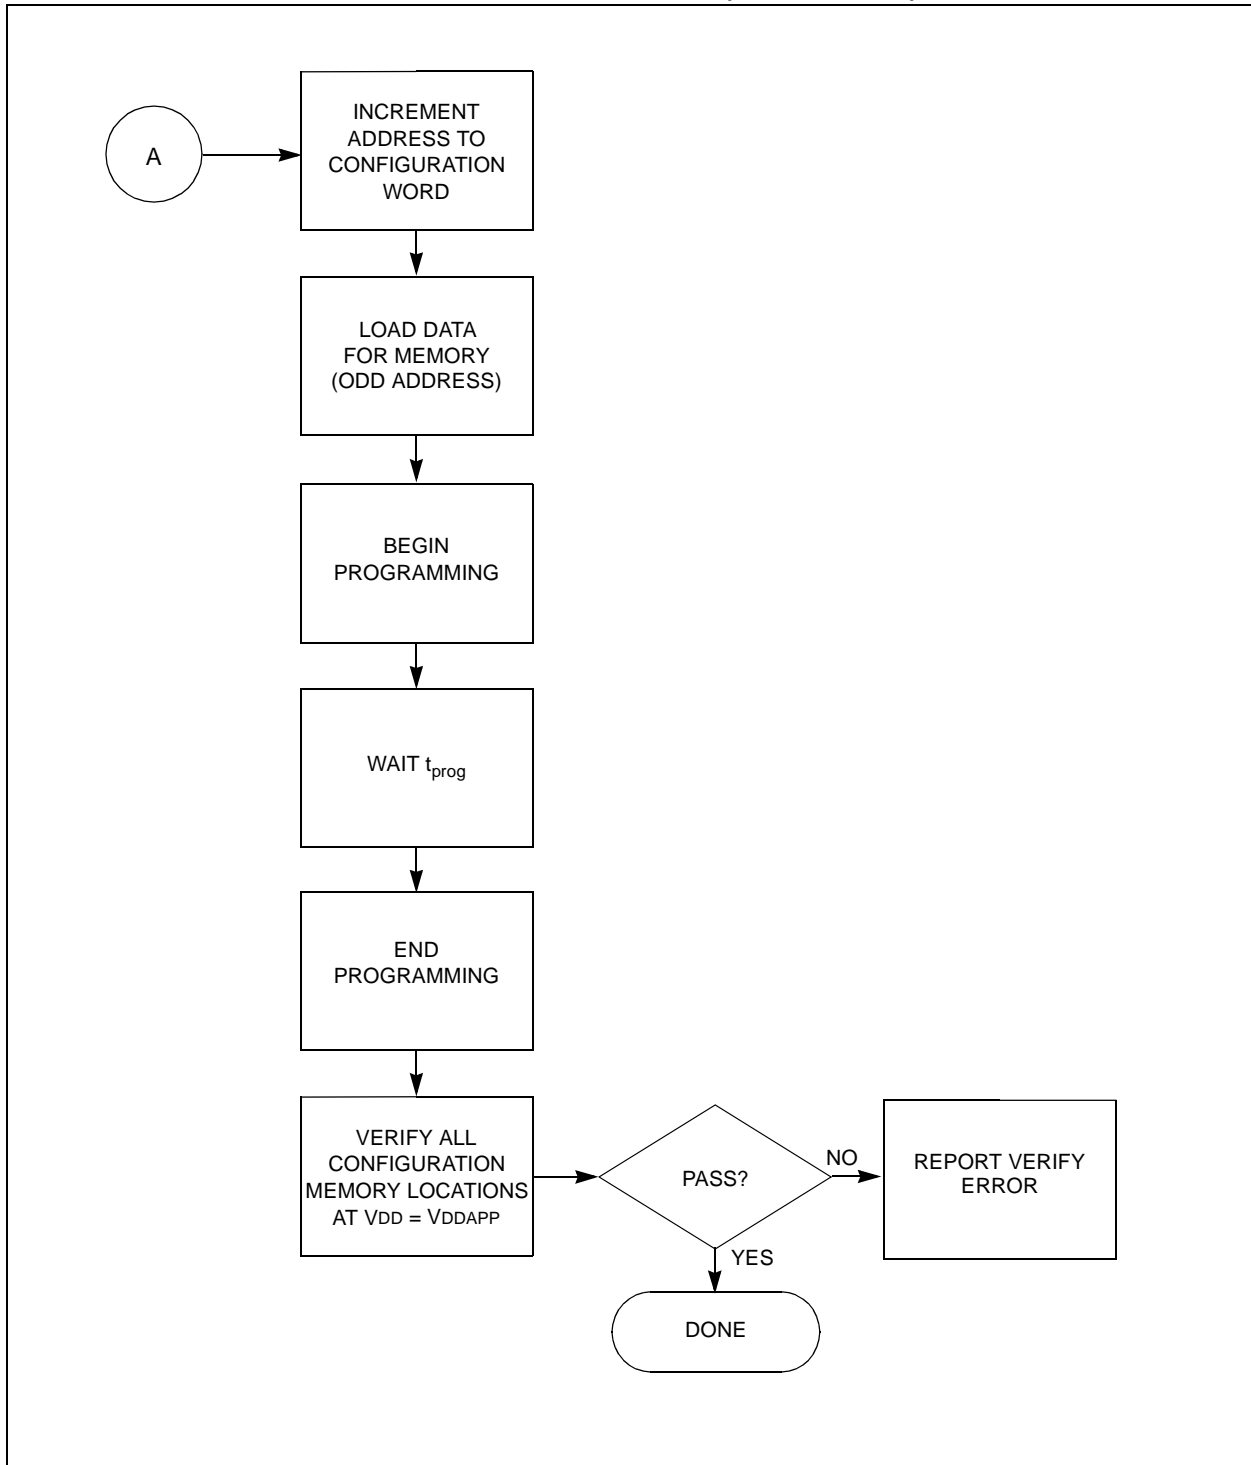 A
INCREMENT
ADDRESS TO
CONFIGURATION
WORD
LOAD DATA
FOR MEMORY
(ODD ADDRESS)
BEGIN
PROGRAMMING
WAIT tprog
END
PROGRAMMING
VERIFY ALL
CONFIGURATION
MEMORY LOCATIONS
AT VDD = VDDAPP
PASS?
NO
REPORT VERIFY
ERROR
YES
DONE